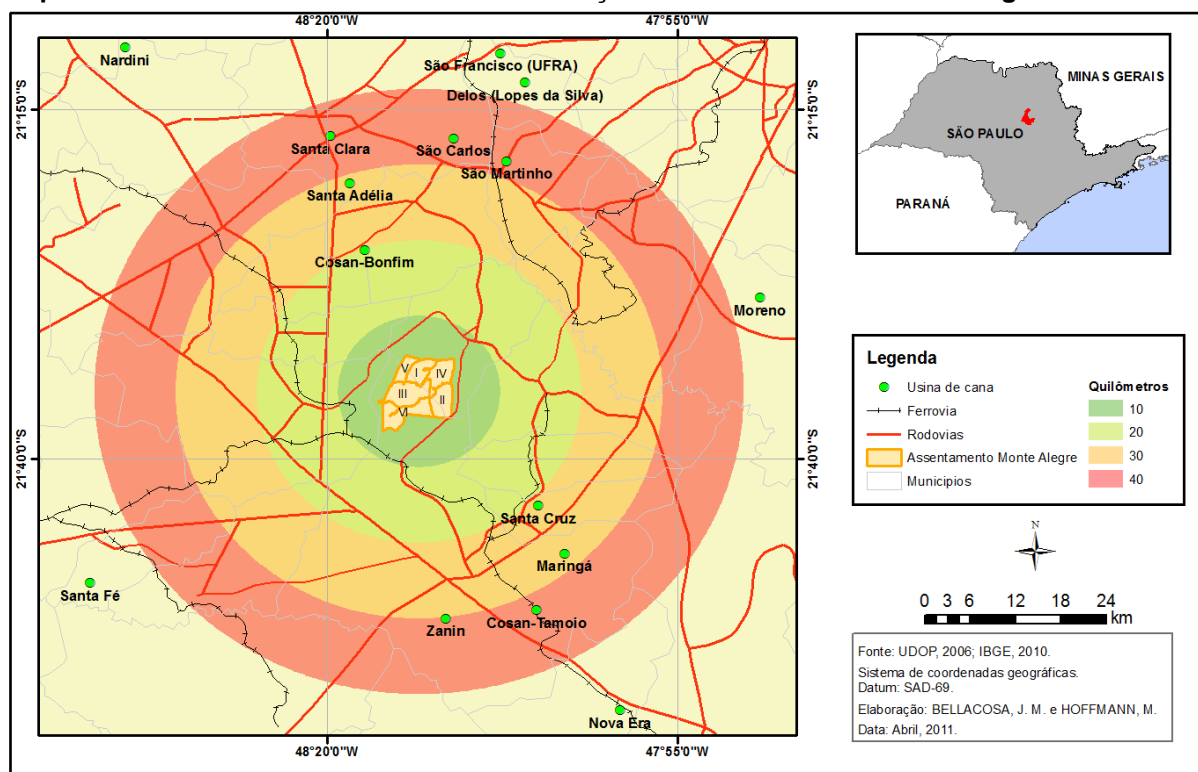 48°20'0"W 47°55'0"W
Nardini
São Francisco (UFRA)
Delos (Lopes da Silva)
21°15'0"S
21°15'0"S
Santa Clara
São Carlos
São Martinho
Santa Adélia
Cosan-Bonfim
Moreno
V I IV
III II
VI
21°40'0"S
21°40'0"S
Santa Cruz
Maringá
Santa Fé
Zanin
Cosan-Tamoio
Nova Era
48°20'0"W 47°55'0"W
MINAS GERAIS
SÃO PAULO
PARANÁ
Legenda
Usina de cana
Ferrovia
Rodovias
Assentamento Monte Alegre
Municipios
Quilômetros
10
20
30
40
N
0 3 6 12 18 24
km
Fonte: UDOP, 2006; IBGE, 2010.
Sistema de coordenadas geográficas.
Datum: SAD-69.
Elaboração: BELLACOSA, J. M. e HOFFMANN, M.
Data: Abril, 2011.